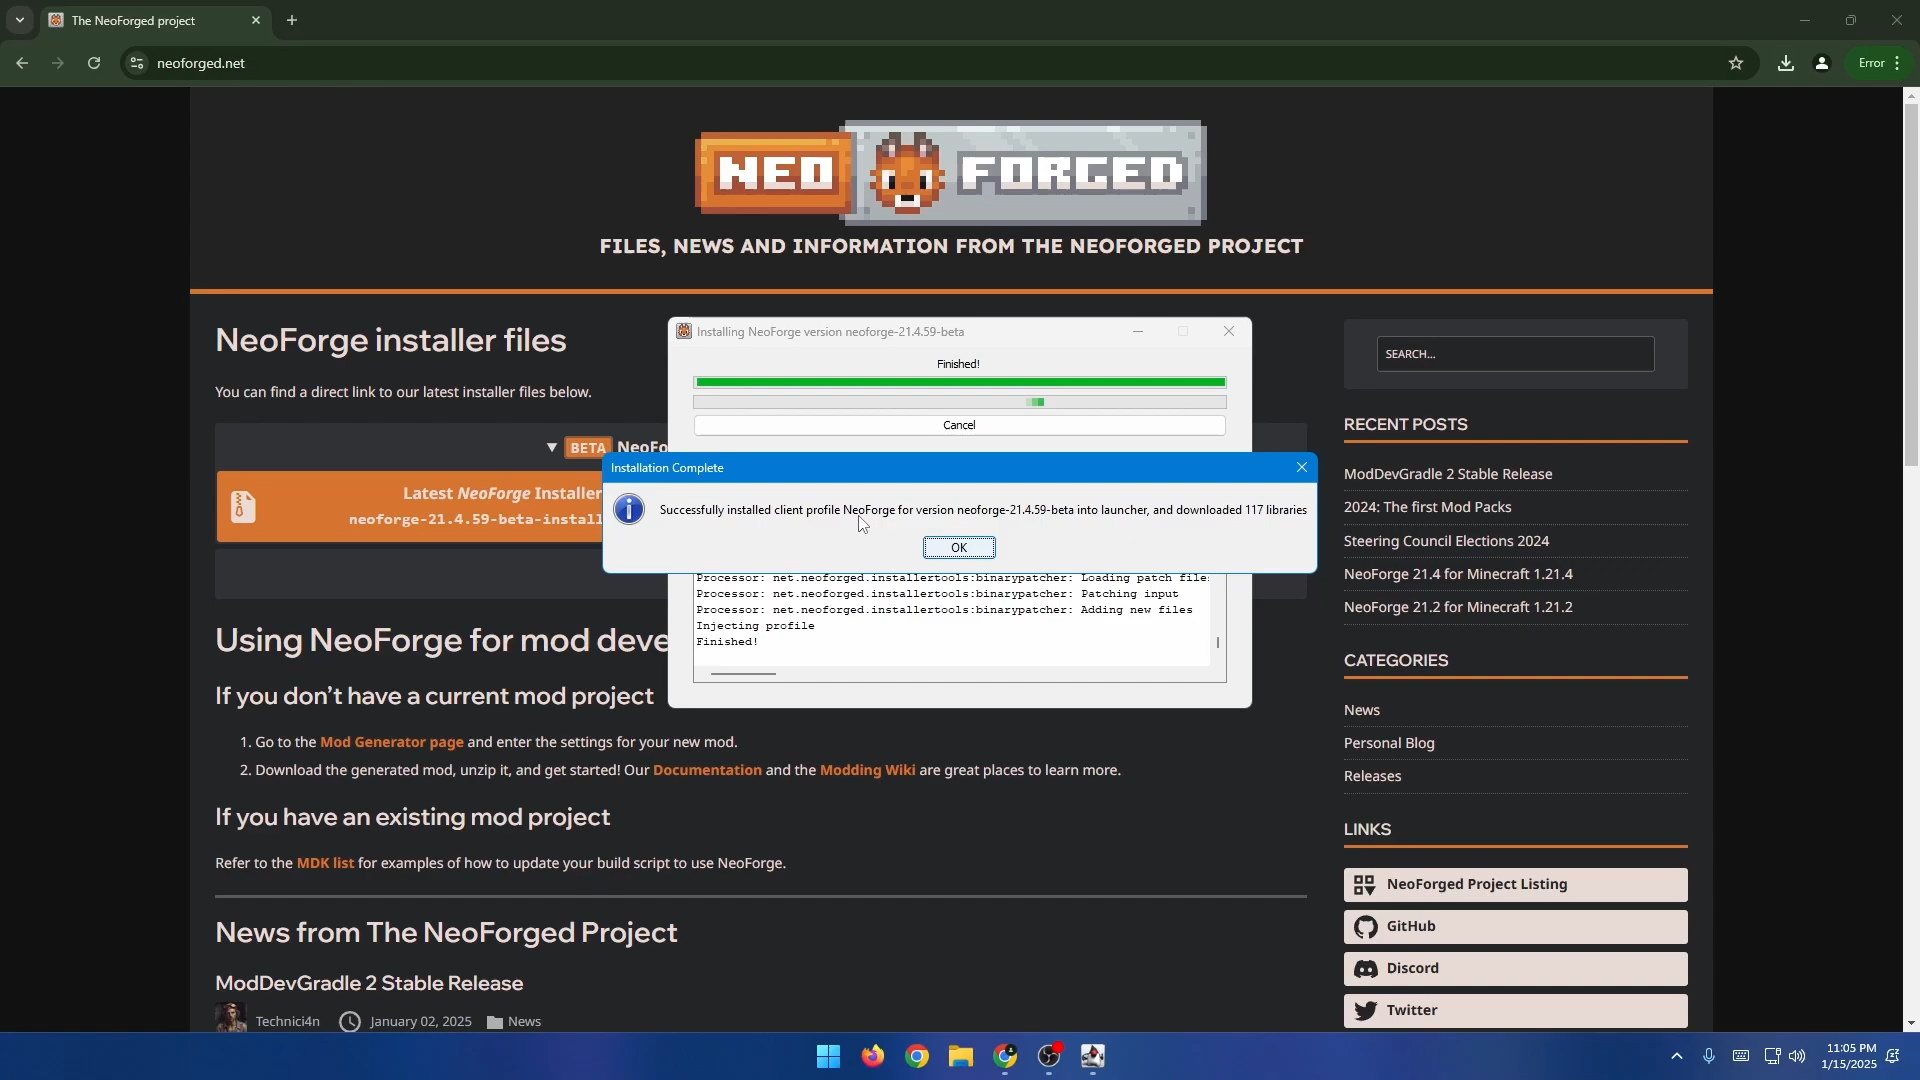 The NeoForged project
neoforged.net
Error
NEO FORGED
FILES, NEWS AND INFORMATION FROM THE NEOFORGED PROJECT
NeoForge installer files
You can find a direct link to our latest installer files below.
BETA NeoFo
Latest NeoForge Installer
neoforge-21.4.59-beta-install
Installing NeoForge version neoforge-21.4.59-beta
Finished!
Cancel
Installation Complete
Successfully installed client profile NeoForge for version neoforge-21.4.59-beta into launcher, and downloaded 117 libraries
OK
Processor: net.neoforged.installertools:binarypatcher: Loading patch files
Processor: net.neoforged.installertools:binarypatcher: Patching input
Processor: net.neoforged.installertools:binarypatcher: Adding new files
Injecting profile
Finished!
Using NeoForge for mod deve
If you don't have a current mod project
1. Go to the Mod Generator page and enter the settings for your new mod.
2. Download the generated mod, unzip it, and get started! Our Documentation and the Modding Wiki are great places to learn more.
If you have an existing mod project
Refer to the MDK list for examples of how to update your build script to use NeoForge.
News from The NeoForged Project
ModDevGradle 2 Stable Release
Technici4n January 02, 2025 News
SEARCH...
RECENT POSTS
ModDevGradle 2 Stable Release
2024: The first Mod Packs
Steering Council Elections 2024
NeoForge 21.4 for Minecraft 1.21.4
NeoForge 21.2 for Minecraft 1.21.2
CATEGORIES
News
Personal Blog
Releases
LINKS
NeoForged Project Listing
GitHub
Discord
Twitter
11:05 PM
1/15/2025